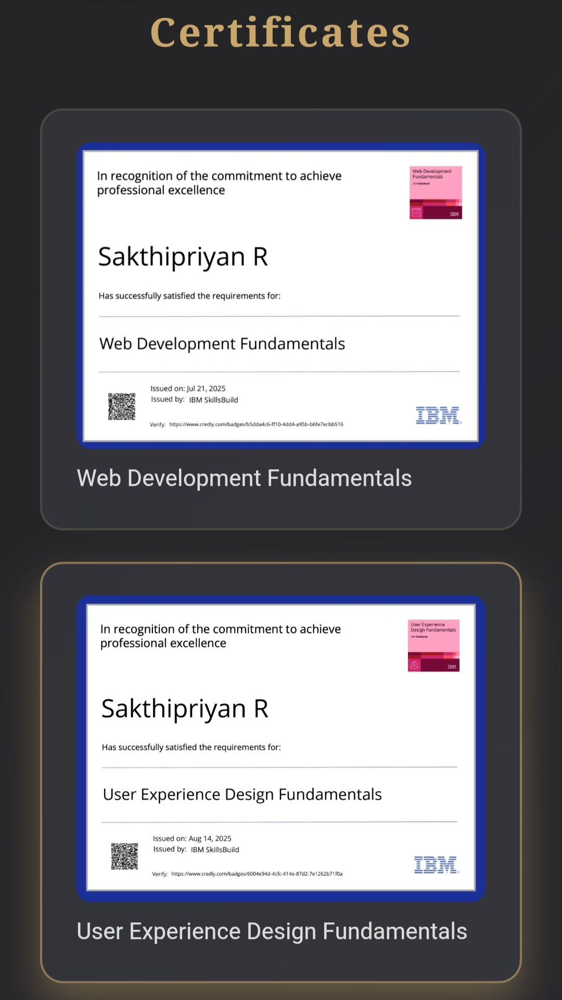 Certificates
In recognition of the commitment to achieve
professional excellence
Web Development
Fundamentals
IBM SkillsBuild
IBM
Sakthipriyan R
Has successfully satisfied the requirements for:
Web Development Fundamentals
Issued on: Jul 21, 2025
Issued by: IBM SkillsBuild
Verify: https://www.credly.com/badges/b5dda4c6-ff10-4dd4-a95b-b6fe7ecbb516
IBM
Web Development Fundamentals
In recognition of the commitment to achieve
professional excellence
User Experience
Design Fundamentals
IBM SkillsBuild
IBM
Sakthipriyan R
Has successfully satisfied the requirements for:
User Experience Design Fundamentals
Issued on: Aug 14, 2025
Issued by: IBM SkillsBuild
Verify: https://www.credly.com/badges/6004e94d-4cfc-414e-87d2-7e1262b71f0a
IBM
User Experience Design Fundamentals